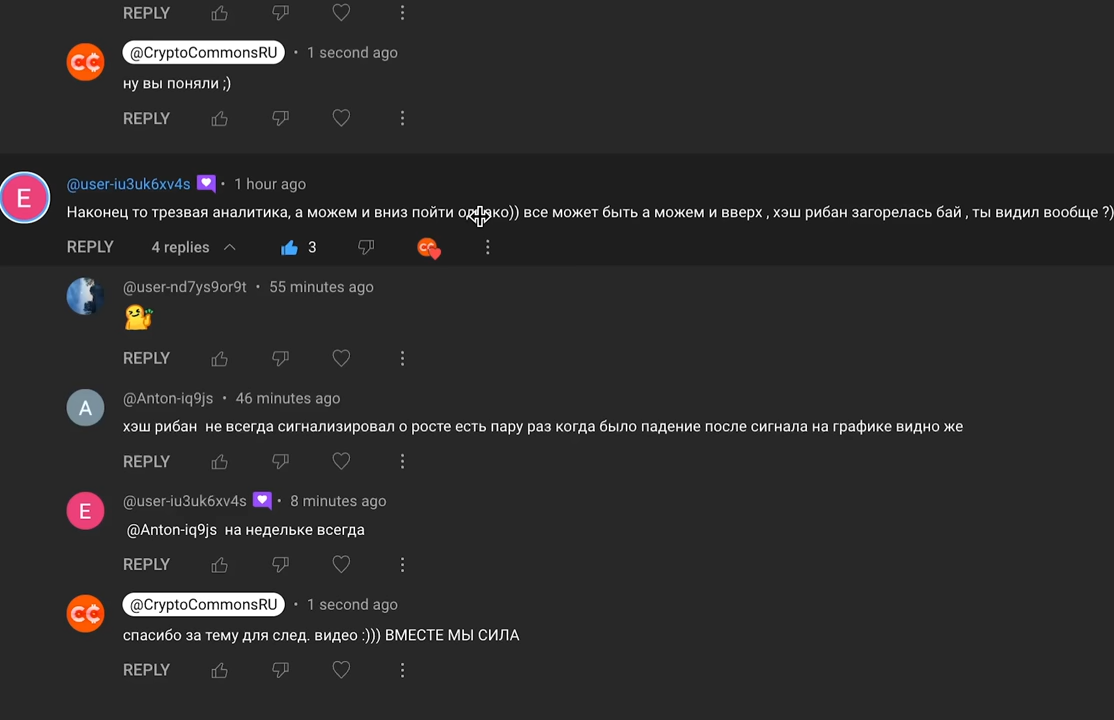 REPLY
@CryptoCommonsRU • 1 second ago
ну вы поняли ;)
REPLY
E
@user-iu3uk6xv4s • 1 hour ago
Наконец то трезвая аналитика, а можем и вниз пойти однако)) все может быть а можем и вверх , хэш рибан загорелась бай , ты видил вообще ?)
REPLY 4 replies 3
@user-nd7ys9or9t • 55 minutes ago
REPLY
A
@Anton-iq9js • 46 minutes ago
хэш рибан не всегда сигнализировал о росте есть пару раз когда было падение после сигнала на графике видно же
REPLY
E
@user-iu3uk6xv4s • 8 minutes ago
@Anton-iq9js на недельке всегда
REPLY
@CryptoCommonsRU • 1 second ago
спасибо за тему для след. видео :))) ВМЕСТЕ МЫ СИЛА
REPLY